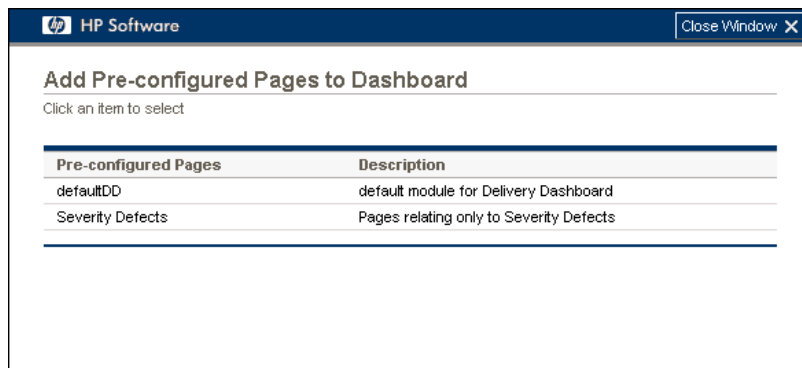 hp HP Software Close Window X
Add Pre-configured Pages to Dashboard
Click an item to select
Pre-configured Pages Description
defaultDD default module for Delivery Dashboard
Severity Defects Pages relating only to Severity Defects